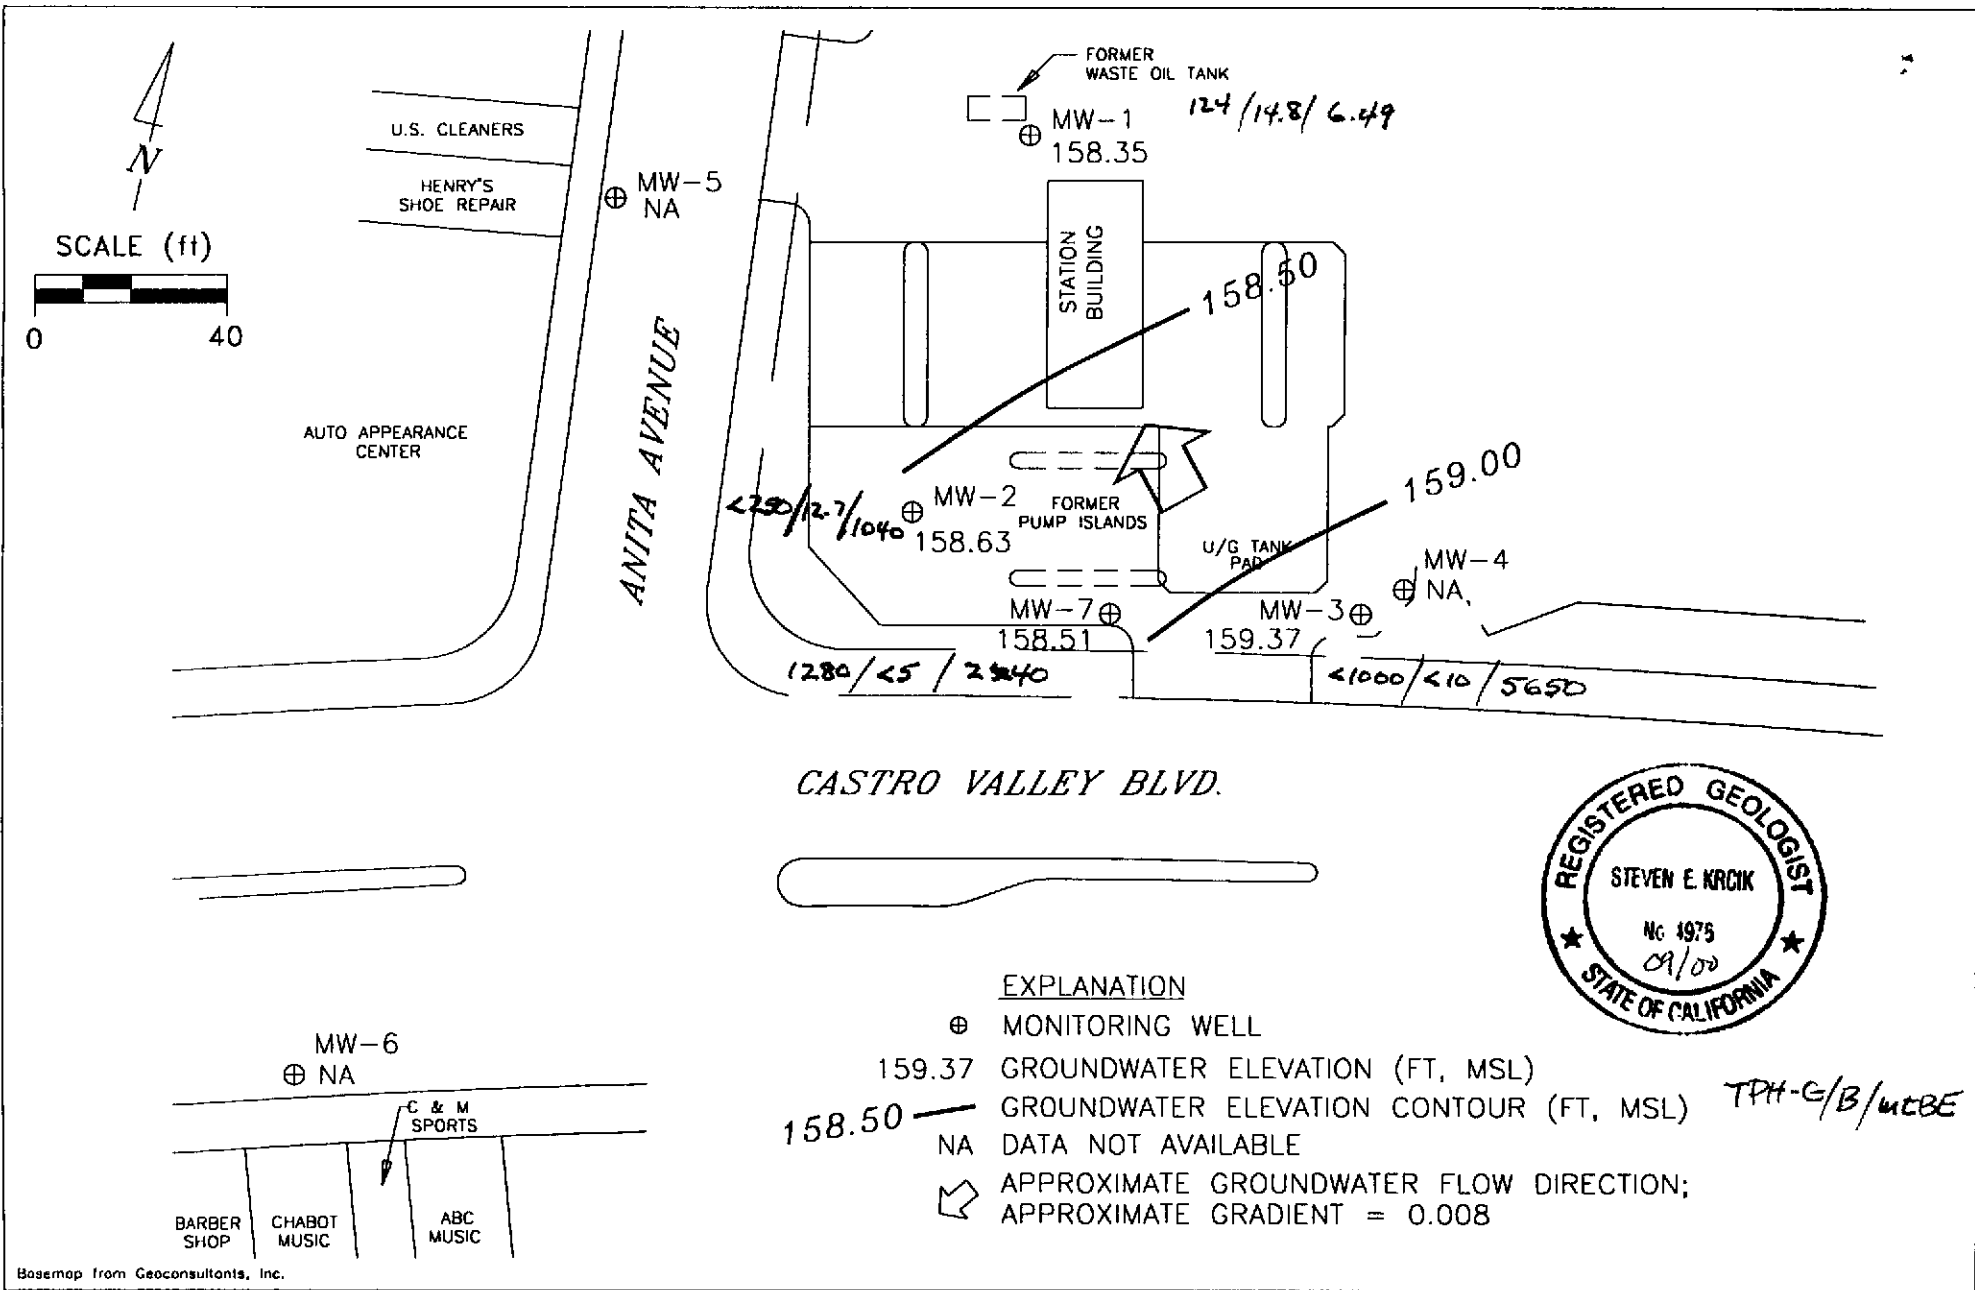 FORMER
WASTE OIL TANK
124/14.8/6.49
MW-1
158.35
N
U.S. CLEANERS
HENRY'S
SHOE REPAIR
MW-5
NA
SCALE (ft)
0 40
STATION
BUILDING
158.50
ANITA AVENUE
AUTO APPEARANCE
CENTER
159.00
<250/12.7/1040
MW-2
158.63
FORMER
PUMP ISLANDS
U/G TANK
PAD
MW-4
NA
MW-7
158.51
MW-3
159.37
1280/<5/
<1000/<10/5650
CASTRO VALLEY BLVD.
REGISTERED GEOLOGIST
STEVEN E. KRCIK
No 4975
09/00
STATE OF CALIFORNIA
EXPLANATION
MONITORING WELL
159.37 GROUNDWATER ELEVATION (FT, MSL)
158.50 GROUNDWATER ELEVATION CONTOUR (FT, MSL)
TPH-G/B/MtBE
NA DATA NOT AVAILABLE
APPROXIMATE GROUNDWATER FLOW DIRECTION;
APPROXIMATE GRADIENT = 0.008
MW-6
NA
C & M
SPORTS
BARBER
SHOP
CHABOT
MUSIC
ABC
MUSIC
Basemap from Geoconsultants, Inc.